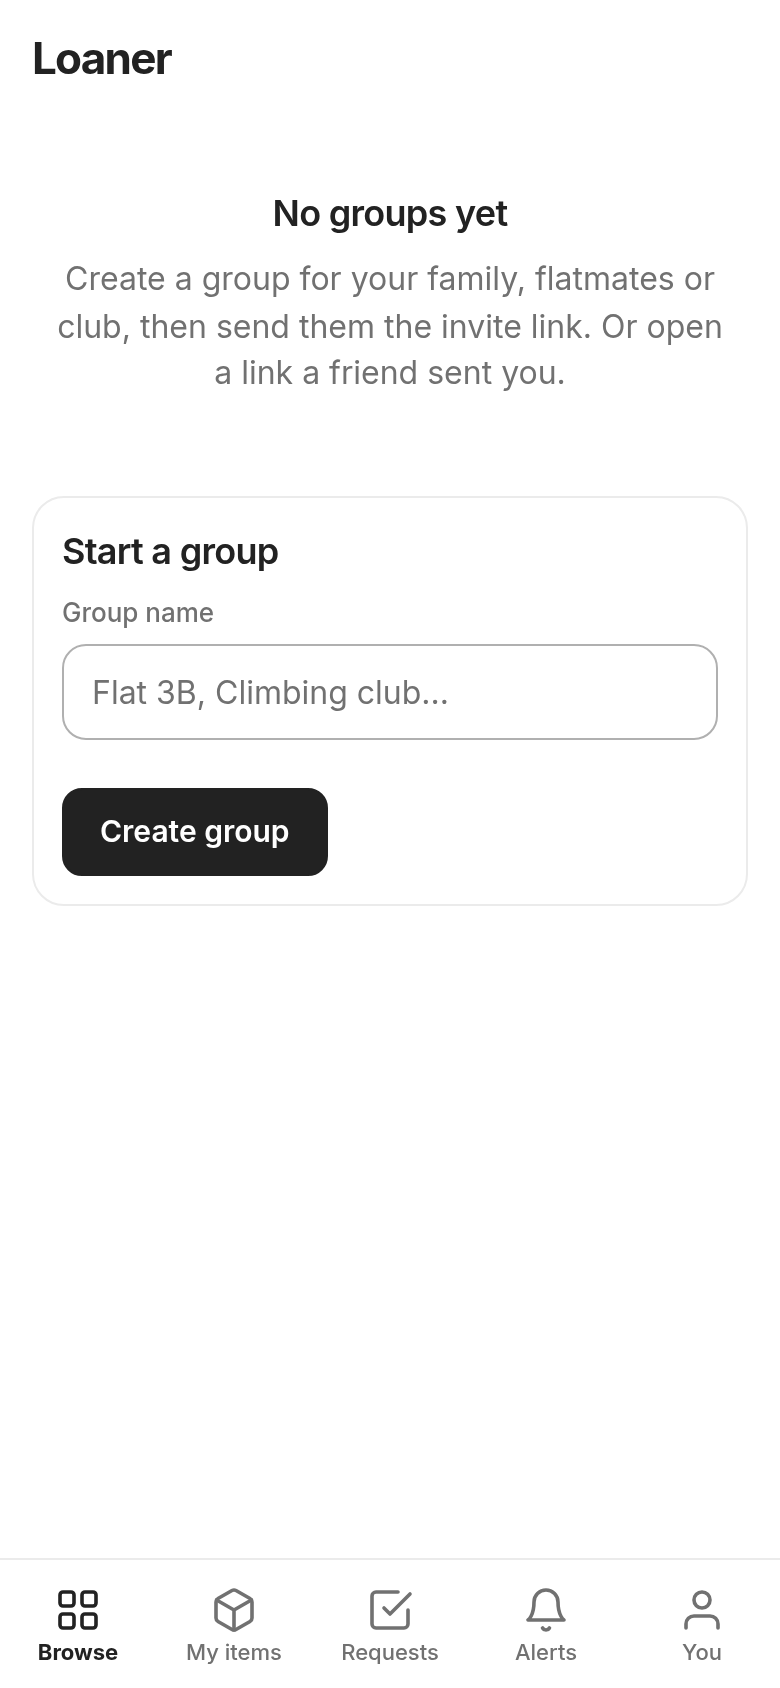 Loaner
No groups yet
Create a group for your family, flatmates or
club, then send them the invite link. Or open
a link a friend sent you.
Start a group
Group name
Flat 3B, Climbing club...
Create group
Browse
My items
Requests
Alerts
You